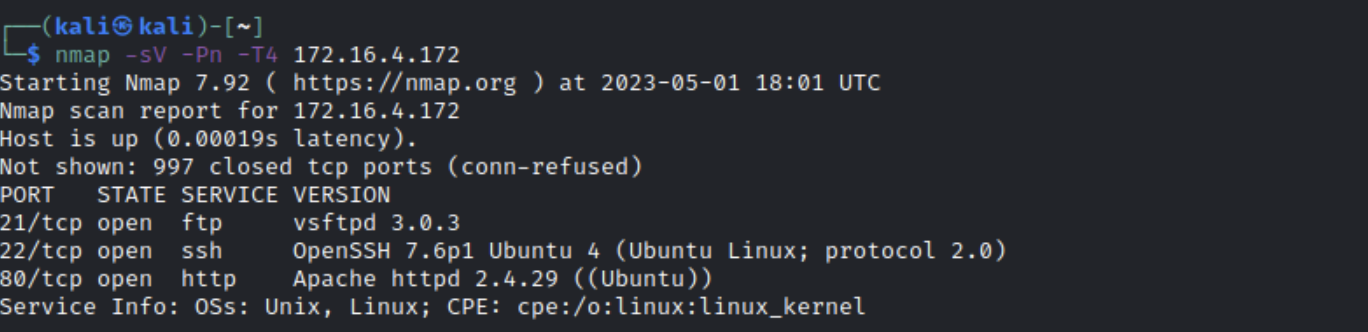 ┌──(kali㉿kali)-[~]
└─$ nmap -sV -Pn -T4 172.16.4.172
Starting Nmap 7.92 ( https://nmap.org ) at 2023-05-01 18:01 UTC
Nmap scan report for 172.16.4.172
Host is up (0.00019s latency).
Not shown: 997 closed tcp ports (conn-refused)
PORT   STATE SERVICE VERSION
21/tcp open  ftp     vsftpd 3.0.3
22/tcp open  ssh     OpenSSH 7.6p1 Ubuntu 4 (Ubuntu Linux; protocol 2.0)
80/tcp open  http    Apache httpd 2.4.29 ((Ubuntu))
Service Info: OSs: Unix, Linux; CPE: cpe:/o:linux:linux_kernel